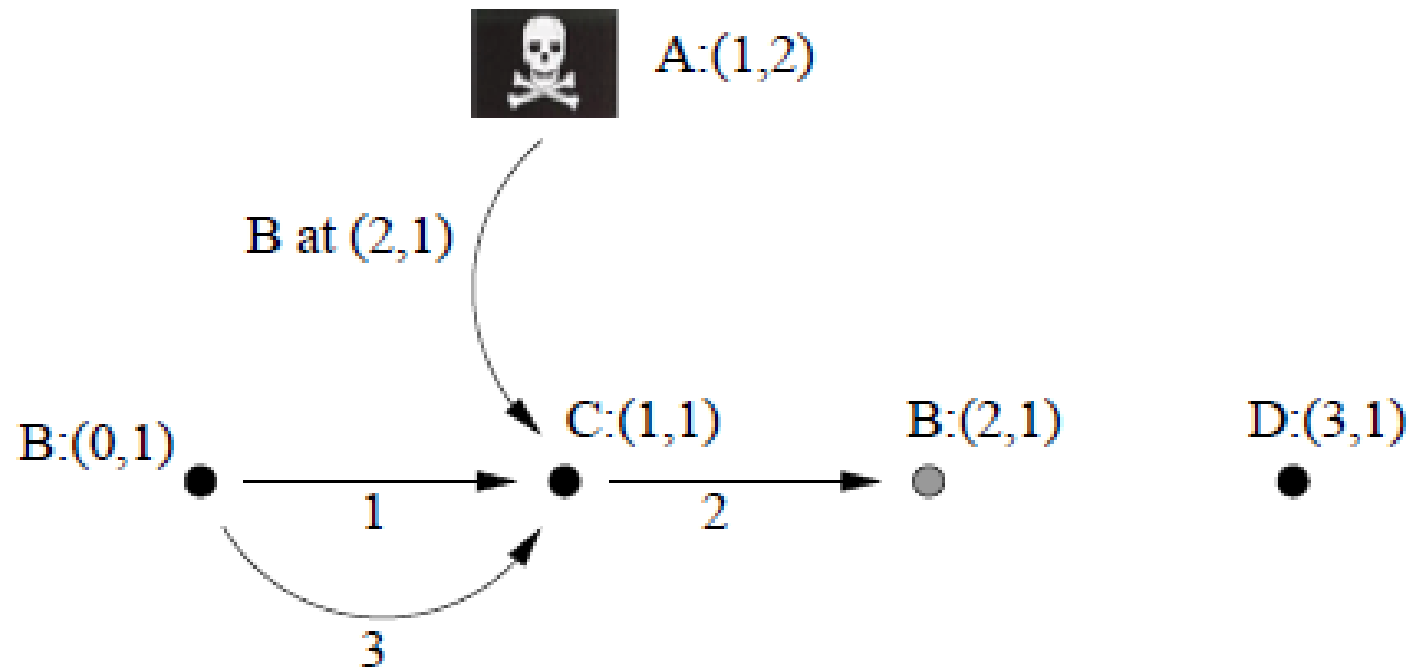 A:(1,2)
B at (2,1)
B:(0,1)
C:(1,1)
B:(2,1)
D:(3,1)
1
2
3